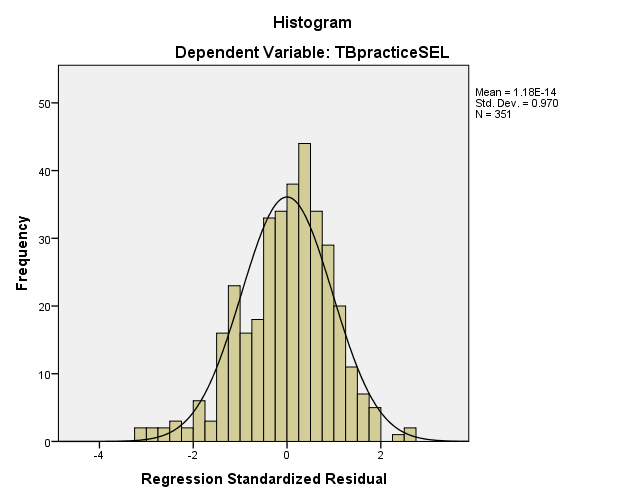 Histogram
Dependent Variable: TBpracticeSEL
Mean = 1.18E-14
Std. Dev. = 0.970
N = 351
50
40
30
20
10
0
Frequency
-4 -2 0 2
Regression Standardized Residual